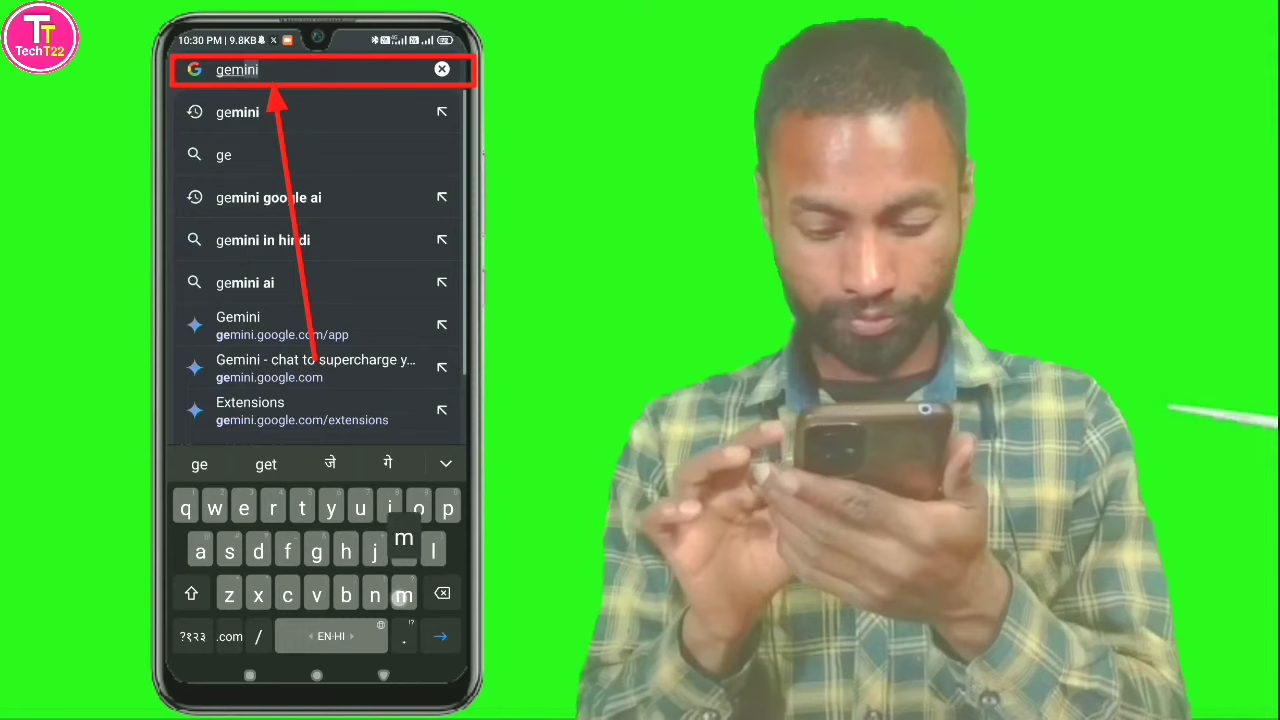 TT
TechT22
10:30 PM | 9.8KB
gemini
gemini
ge
gemini google ai
gemini in hindi
gemini ai
Gemini
gemini.google.com/app
Gemini - chat to supercharge y...
gemini.google.com
Extensions
gemini.google.com/extensions
ge get जे गे
q w e r t y u i o p
a s d f g h j m l
z x c v b n m
?१२३ .com / EN·HI . !?